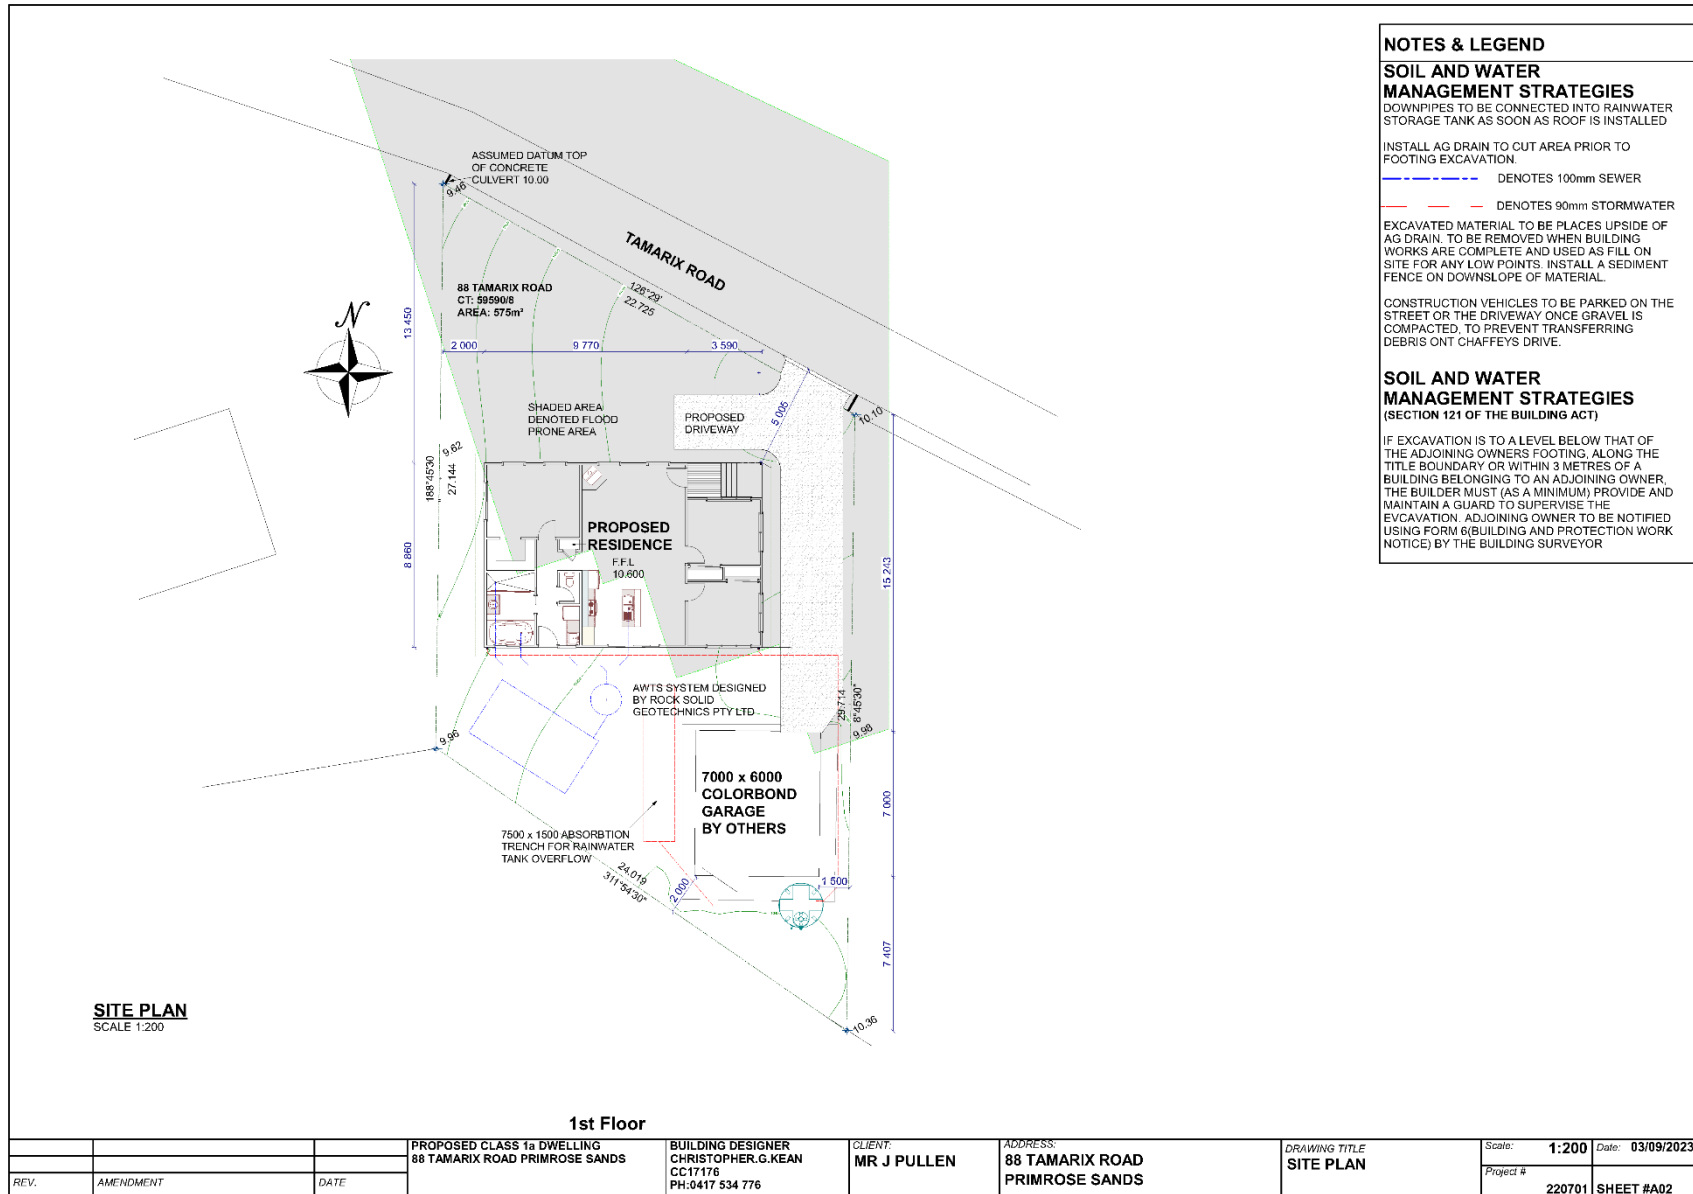 NOTES & LEGEND
SOIL AND WATER
MANAGEMENT STRATEGIES
DOWNPIPES TO BE CONNECTED INTO RAINWATER
STORAGE TANK AS SOON AS ROOF IS INSTALLED
INSTALL AG DRAIN TO CUT AREA PRIOR TO
FOOTING EXCAVATION.
DENOTES 100mm SEWER
DENOTES 90mm STORMWATER
EXCAVATED MATERIAL TO BE PLACES UPSIDE OF
AG DRAIN. TO BE REMOVED WHEN BUILDING
WORKS ARE COMPLETE AND USED AS FILL ON
SITE FOR ANY LOW POINTS. INSTALL A SEDIMENT
FENCE ON DOWNSLOPE OF MATERIAL.
CONSTRUCTION VEHICLES TO BE PARKED ON THE
STREET OR THE DRIVEWAY ONCE GRAVEL IS
COMPACTED, TO PREVENT TRANSFERRING
DEBRIS ONT CHAFFEYS DRIVE.
SOIL AND WATER
MANAGEMENT STRATEGIES
(SECTION 121 OF THE BUILDING ACT)
IF EXCAVATION IS TO A LEVEL BELOW THAT OF
THE ADJOINING OWNERS FOOTING, ALONG THE
TITLE BOUNDARY OR WITHIN 3 METRES OF A
BUILDING BELONGING TO AN ADJOINING OWNER,
THE BUILDER MUST (AS A MINIMUM) PROVIDE AND
MAINTAIN A GUARD TO SUPERVISE THE
EVCAVATION. ADJOINING OWNER TO BE NOTIFIED
USING FORM 6(BUILDING AND PROTECTION WORK
NOTICE) BY THE BUILDING SURVEYOR
ASSUMED DATUM TOP
OF CONCRETE
CULVERT 10.00
9.46
TAMARIX ROAD
126°29'
22.725
88 TAMARIX ROAD
CT: 59590/8
AREA: 575m²
N
13 450
2 000
9 770
3 590
5 005
10.10
SHADED AREA
DENOTED FLOOD
PRONE AREA
PROPOSED
DRIVEWAY
9.62
188°45'30
27.144
PROPOSED
RESIDENCE
F.F.L
10.600
8 860
15 243
AWTS SYSTEM DESIGNED
BY ROCK SOLID
GEOTECHNICS PTY LTD
29.714
8°45'30"
9.98
9.96
7000 x 6000
COLORBOND
GARAGE
BY OTHERS
7 000
7500 x 1500 ABSORBTION
TRENCH FOR RAINWATER
TANK OVERFLOW
24.019
311°54'30"
2 000
1 500
7 407
10.36
SITE PLAN
SCALE 1:200
1st Floor
REV.
AMENDMENT
DATE
PROPOSED CLASS 1a DWELLING
88 TAMARIX ROAD PRIMROSE SANDS
BUILDING DESIGNER
CHRISTOPHER.G.KEAN
CC17176
PH:0417 534 776
CLIENT:
MR J PULLEN
ADDRESS:
88 TAMARIX ROAD
PRIMROSE SANDS
DRAWING TITLE
SITE PLAN
Scale: 1:200
Date: 03/09/2023
Project #
220701
SHEET #A02